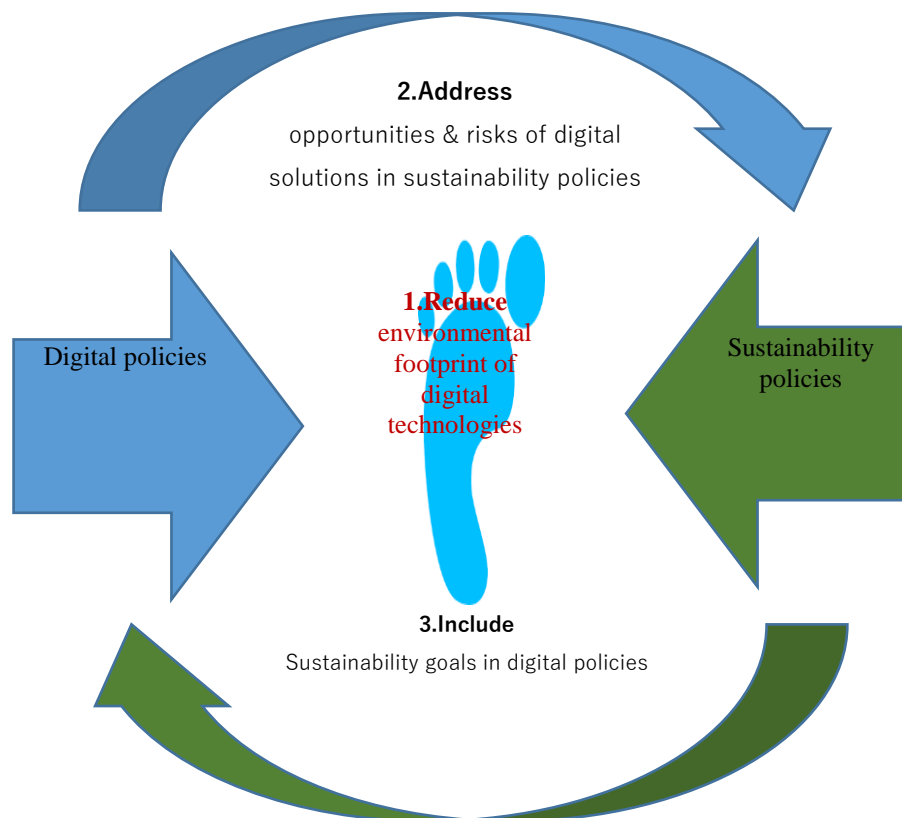 2.Address
opportunities & risks of digital
solutions in sustainability policies
Digital policies
1.Reduce
environmental
footprint of
digital
technologies
Sustainability
policies
3.Include
Sustainability goals in digital policies